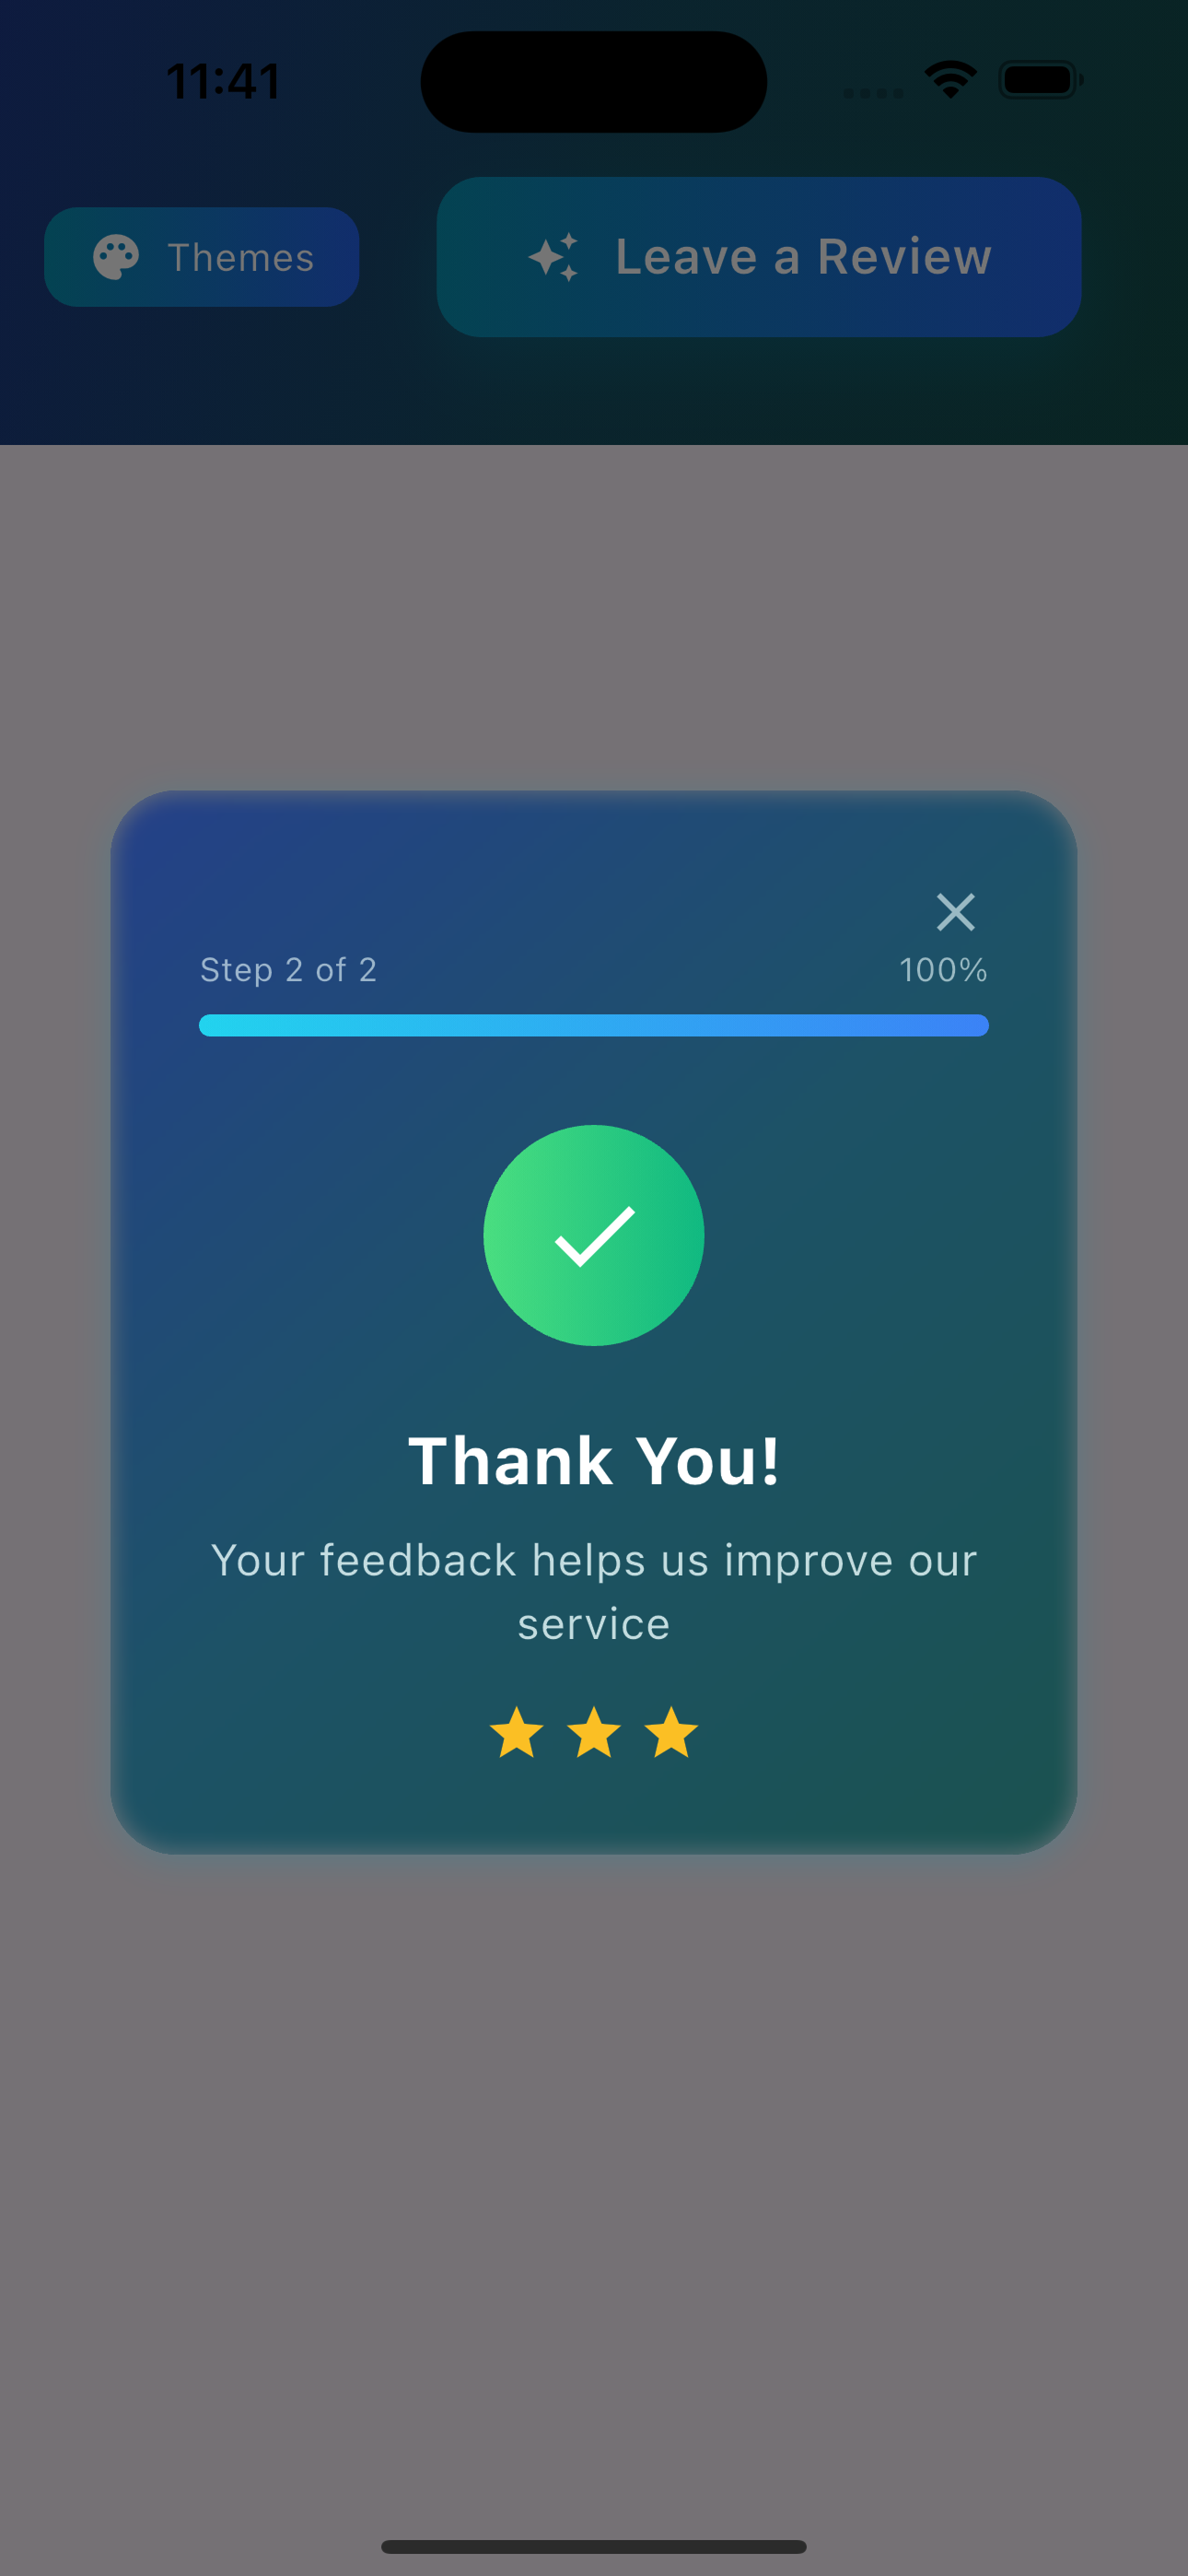 11:41
Themes
Leave a Review
Step 2 of 2
100%
Thank You!
Your feedback helps us improve our
service